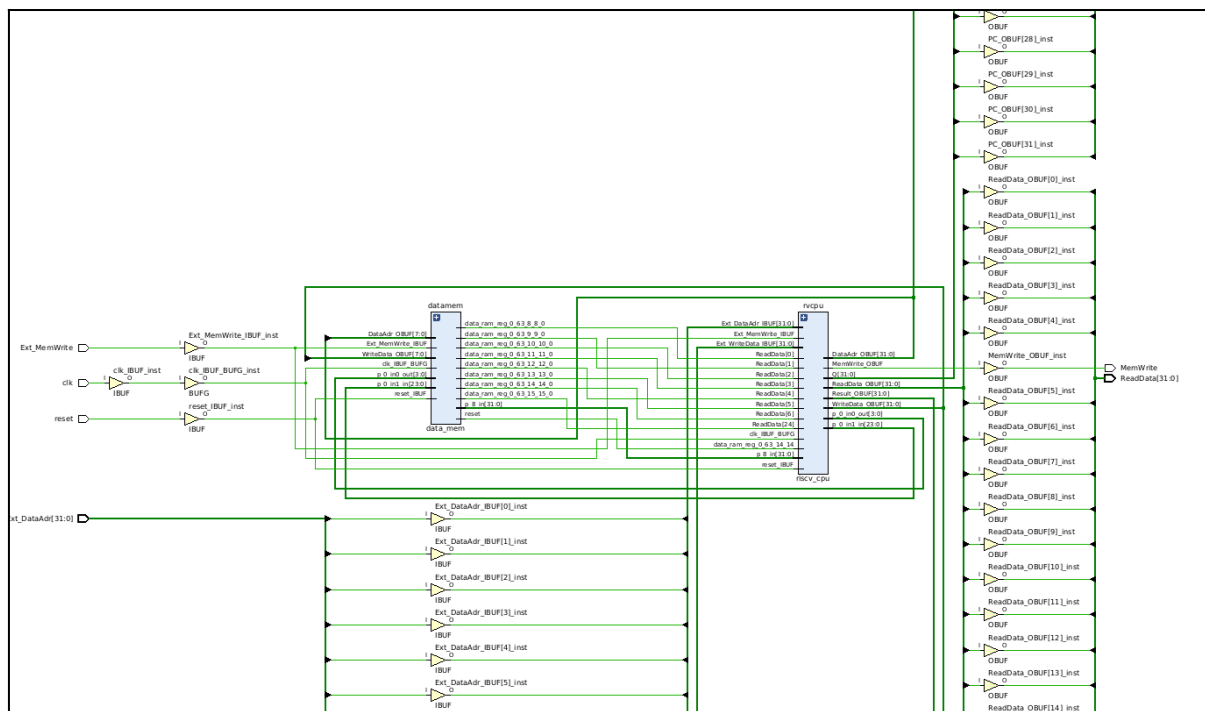 OBUF
PC_OBUF[28]_inst
I O
OBUF
PC_OBUF[29]_inst
I O
OBUF
PC_OBUF[30]_inst
I O
OBUF
PC_OBUF[31]_inst
I O
OBUF
ReadData_OBUF[0]_inst
I O
OBUF
ReadData_OBUF[1]_inst
I O
OBUF
ReadData_OBUF[2]_inst
I O
OBUF
ReadData_OBUF[3]_inst
I O
OBUF
ReadData_OBUF[4]_inst
I O
OBUF
MemWrite_OBUF_inst
I O
OBUF
MemWrite
ReadData[31:0]
ReadData_OBUF[5]_inst
I O
OBUF
ReadData_OBUF[6]_inst
I O
OBUF
ReadData_OBUF[7]_inst
I O
OBUF
ReadData_OBUF[8]_inst
I O
OBUF
ReadData_OBUF[9]_inst
I O
OBUF
ReadData_OBUF[10]_inst
I O
OBUF
ReadData_OBUF[11]_inst
I O
OBUF
ReadData_OBUF[12]_inst
I O
OBUF
ReadData_OBUF[13]_inst
I O
OBUF
ReadData_OBUF[14]_inst
Ext_MemWrite
Ext_MemWrite_IBUF_inst
I O
IBUF
clk
clk_IBUF_inst
I O
IBUF
clk_IBUF_BUFG_inst
I O
BUFG
reset
reset_IBUF_inst
I O
IBUF
datamem
DataAdr_OBUF[7:0]
Ext_MemWrite_IBUF
WriteData_OBUF[7:0]
clk_IBUF_BUFG
p_0_in0_out[3:0]
p_0_in1_in[23:0]
reset_IBUF
data_ram_reg_0_63_8_8_0
data_ram_reg_0_63_9_9_0
data_ram_reg_0_63_10_10_0
data_ram_reg_0_63_11_11_0
data_ram_reg_0_63_12_12_0
data_ram_reg_0_63_13_13_0
data_ram_reg_0_63_14_14_0
data_ram_reg_0_63_15_15_0
p_8_in[31:0]
reset
data_mem
rvcpu
Ext_DataAdr_IBUF[31:0]
Ext_MemWrite_IBUF
Ext_WriteData_IBUF[31:0]
ReadData[0]
ReadData[1]
ReadData[2]
ReadData[3]
ReadData[4]
ReadData[5]
ReadData[6]
ReadData[24]
clk_IBUF_BUFG
data_ram_reg_0_63_14_14
p_8_in[31:0]
reset_IBUF
DataAdr_OBUF[31:0]
MemWrite_OBUF
Q[31:0]
ReadData_OBUF[31:0]
Result_OBUF[31:0]
WriteData_OBUF[31:0]
p_0_in0_out[3:0]
p_0_in1_in[23:0]
riscv_cpu
xt_DataAdr[31:0]
Ext_DataAdr_IBUF[0]_inst
I O
IBUF
Ext_DataAdr_IBUF[1]_inst
I O
IBUF
Ext_DataAdr_IBUF[2]_inst
I O
IBUF
Ext_DataAdr_IBUF[3]_inst
I O
IBUF
Ext_DataAdr_IBUF[4]_inst
I O
IBUF
Ext_DataAdr_IBUF[5]_inst
I O
IBUF